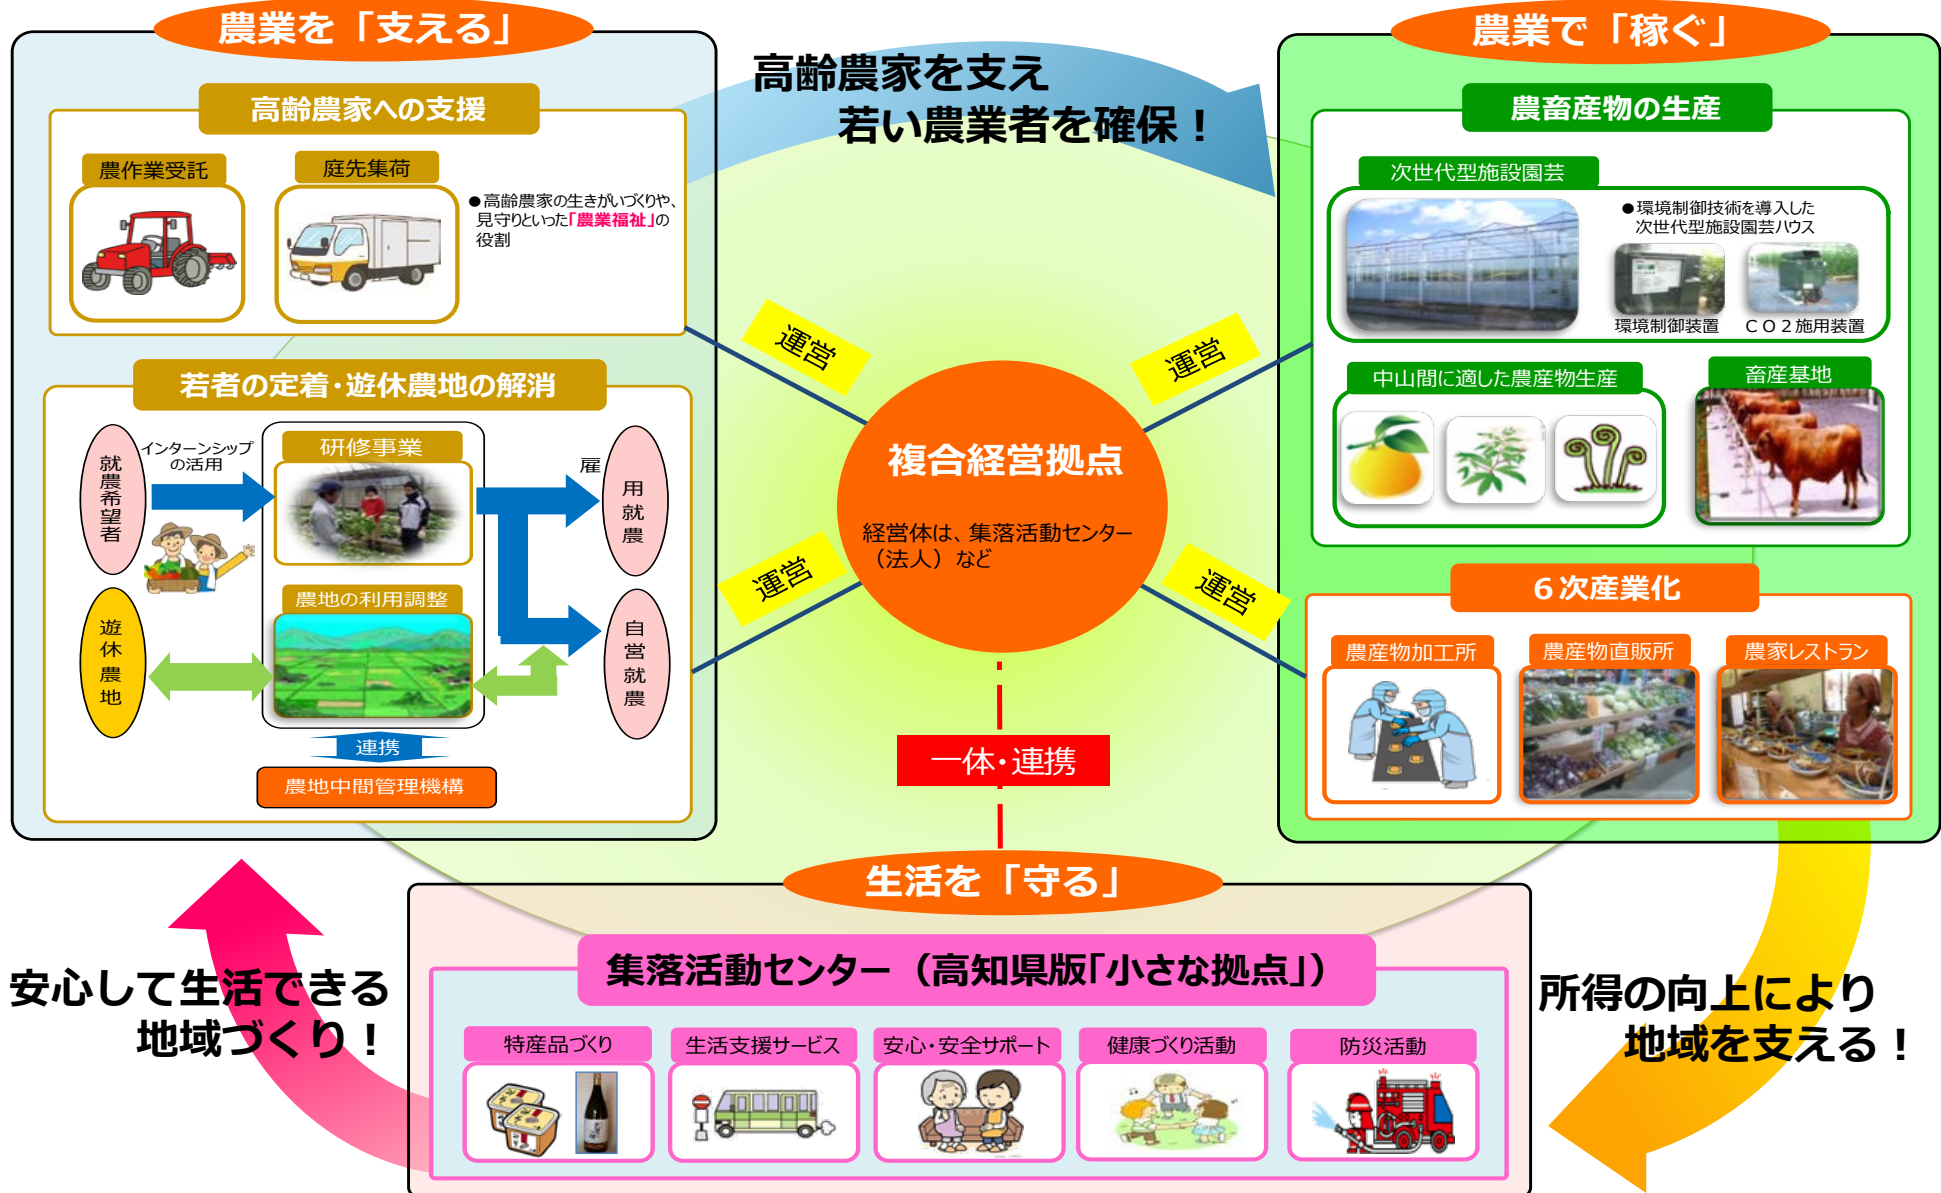 農業を「支える」
高齢農家への支援
農作業受託
庭先集荷
●高齢農家の生きがいづくりや、
見守りといった「農業福祉」の
役割
若者の定着・遊休農地の解消
就農希望者
インターンシップ
の活用
研修事業
雇
用就農
農地の利用調整
遊休農地
自営就農
連携
農地中間管理機構
高齢農家を支え
若い農業者を確保！
農業で「稼ぐ」
農畜産物の生産
次世代型施設園芸
●環境制御技術を導入した
次世代型施設園芸ハウス
環境制御装置
ＣＯ２施用装置
中山間に適した農産物生産
畜産基地
６次産業化
農産物加工所
農産物直販所
農家レストラン
運営
運営
運営
運営
複合経営拠点
経営体は、集落活動センター
（法人）など
一体・連携
生活を「守る」
集落活動センター（高知県版「小さな拠点」）
特産品づくり
生活支援サービス
安心・安全サポート
健康づくり活動
防災活動
安心して生活できる
地域づくり！
所得の向上により
地域を支える！